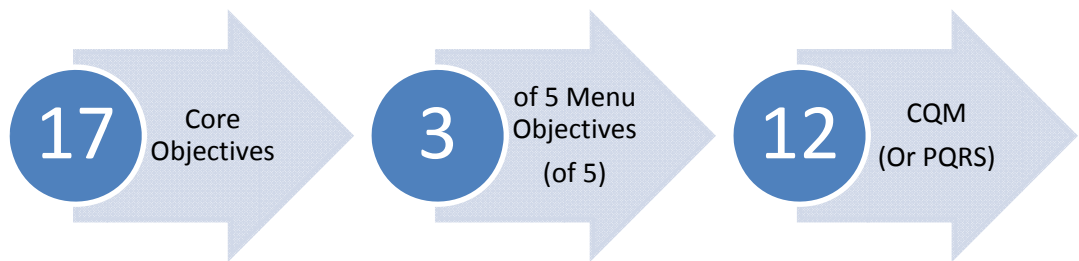 17
Core
Objectives
3
of 5 Menu
Objectives
(of 5)
12
CQM
(Or PQRS)